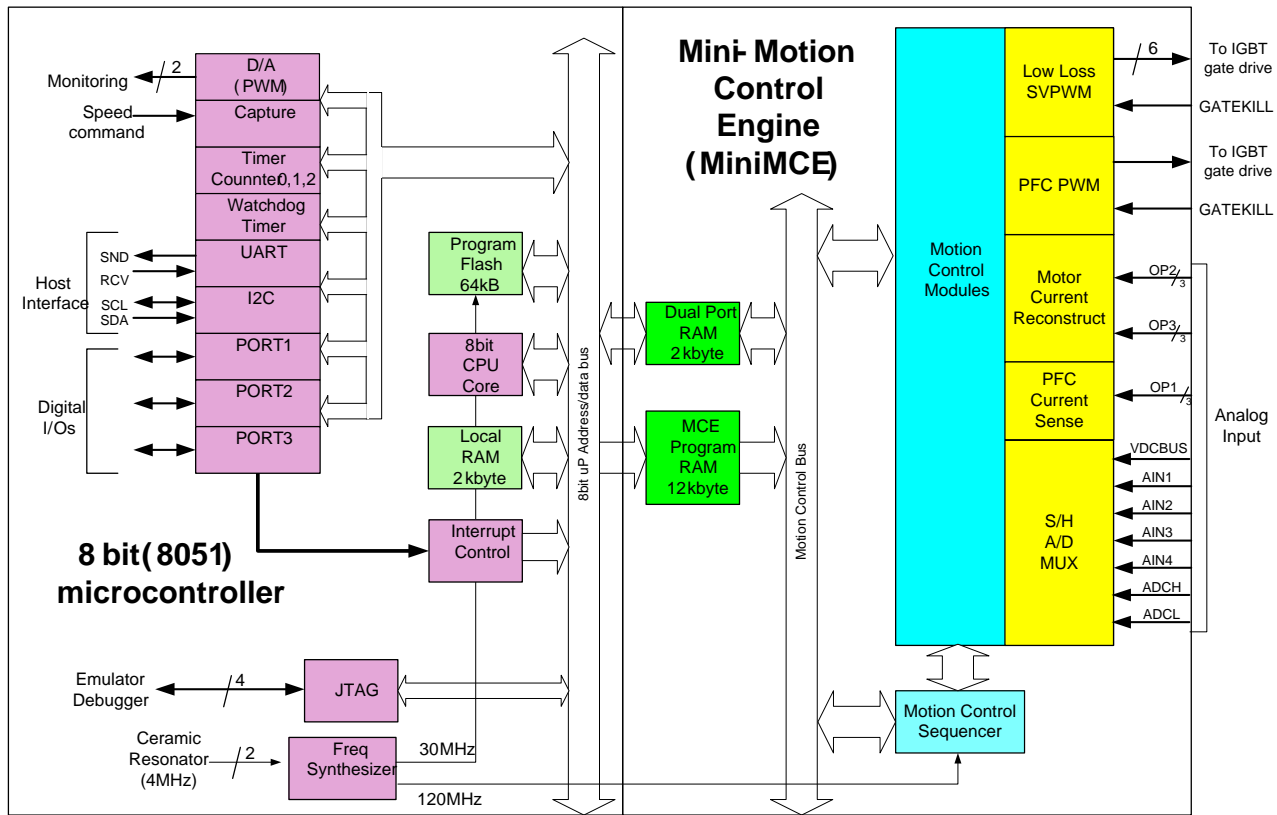 Monitoring
2
D/A
(PWM)
Speed
command
Capture
Timer
Counnter0,1,2
Watchdog
Timer
Host
Interface
SND
RCV
UART
SCL
SDA
I2C
Digital
I/Os
PORT1
PORT2
PORT3
8 bit(8051)
microcontroller
Program
Flash
64kB
8bit
CPU
Core
Local
RAM
2kbyte
Interrupt
Control
Emulator
Debugger
4
JTAG
Ceramic
Resonator
(4MHz)
2
Freq
Synthesizer
30MHz
120MHz
8bit uP Address/data bus
Mini-Motion
Control
Engine
(MiniMCE)
Dual Port
RAM
2kbyte
MCE
Program
RAM
12kbyte
Motion Control Bus
Motion
Control
Modules
Motion Control
Sequencer
Low Loss
SVPWM
6
To IGBT
gate drive
GATEKILL
PFC PWM
To IGBT
gate drive
GATEKILL
Motor
Current
Reconstruct
OP2
3
OP3
3
PFC
Current
Sense
OP1
3
S/H
A/D
MUX
VDCBUS
AIN1
AIN2
AIN3
AIN4
ADCH
ADCL
Analog
Input